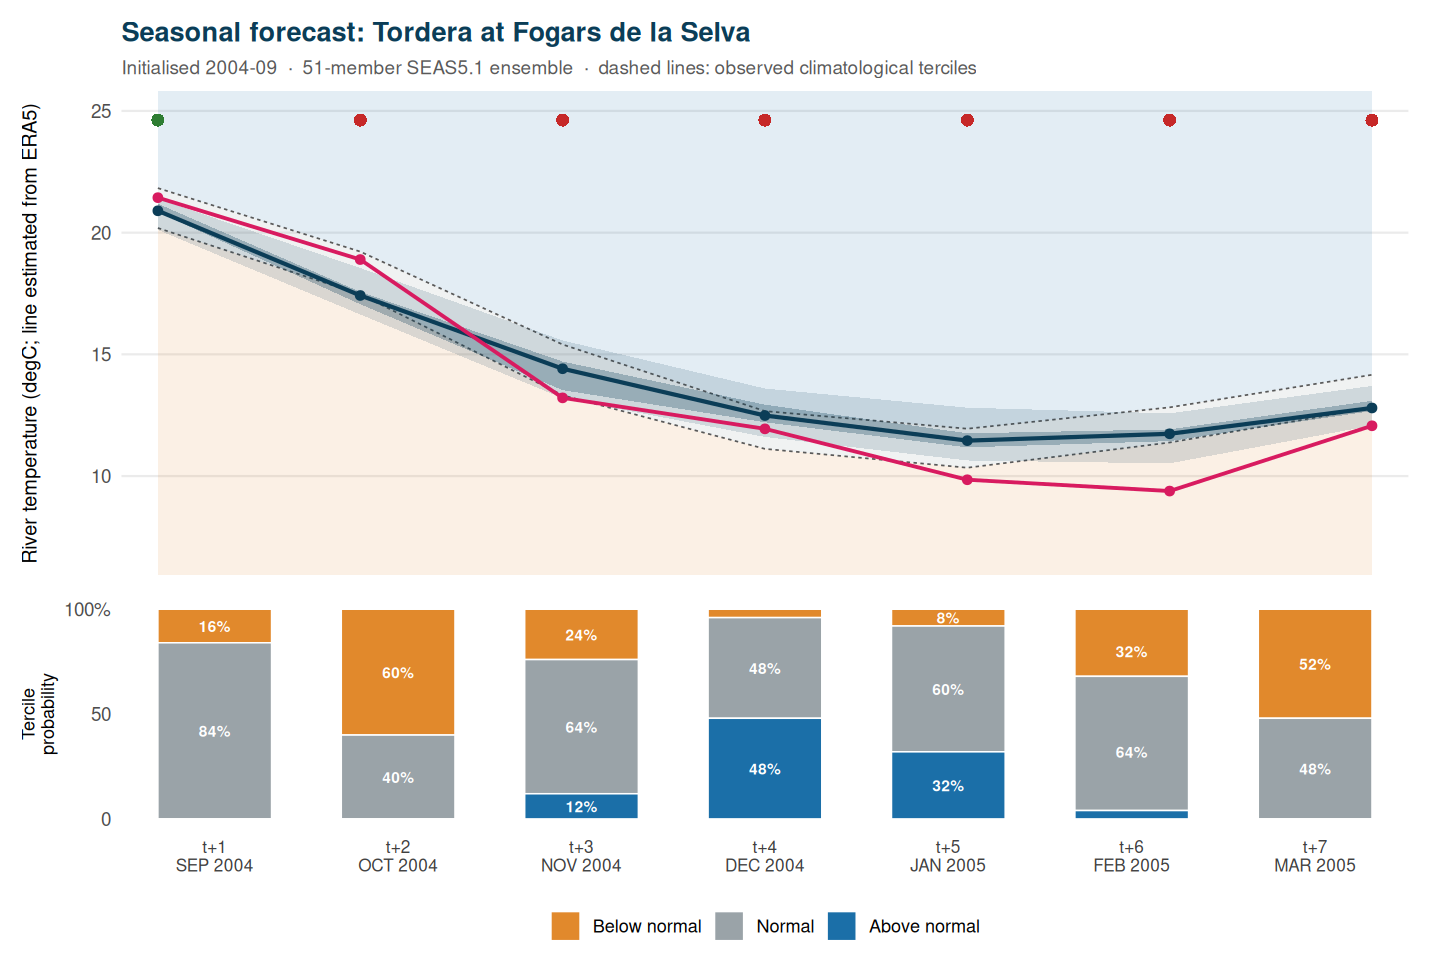 Seasonal forecast: Tordera at Fogars de la Selva
Initialised 2004-09 · 51-member SEAS5.1 ensemble · dashed lines: observed climatological terciles
River temperature (degC; line estimated from ERA5)
25
20
15
10
Tercile
probability
100%
50
0
16%
84%
60%
40%
24%
64%
12%
48%
48%
8%
60%
32%
32%
64%
52%
48%
t+1
SEP 2004
t+2
OCT 2004
t+3
NOV 2004
t+4
DEC 2004
t+5
JAN 2005
t+6
FEB 2005
t+7
MAR 2005
Below normal
Normal
Above normal